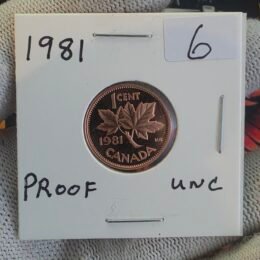 1981
6
1 CENT
1981
CANADA
PROOF UNC